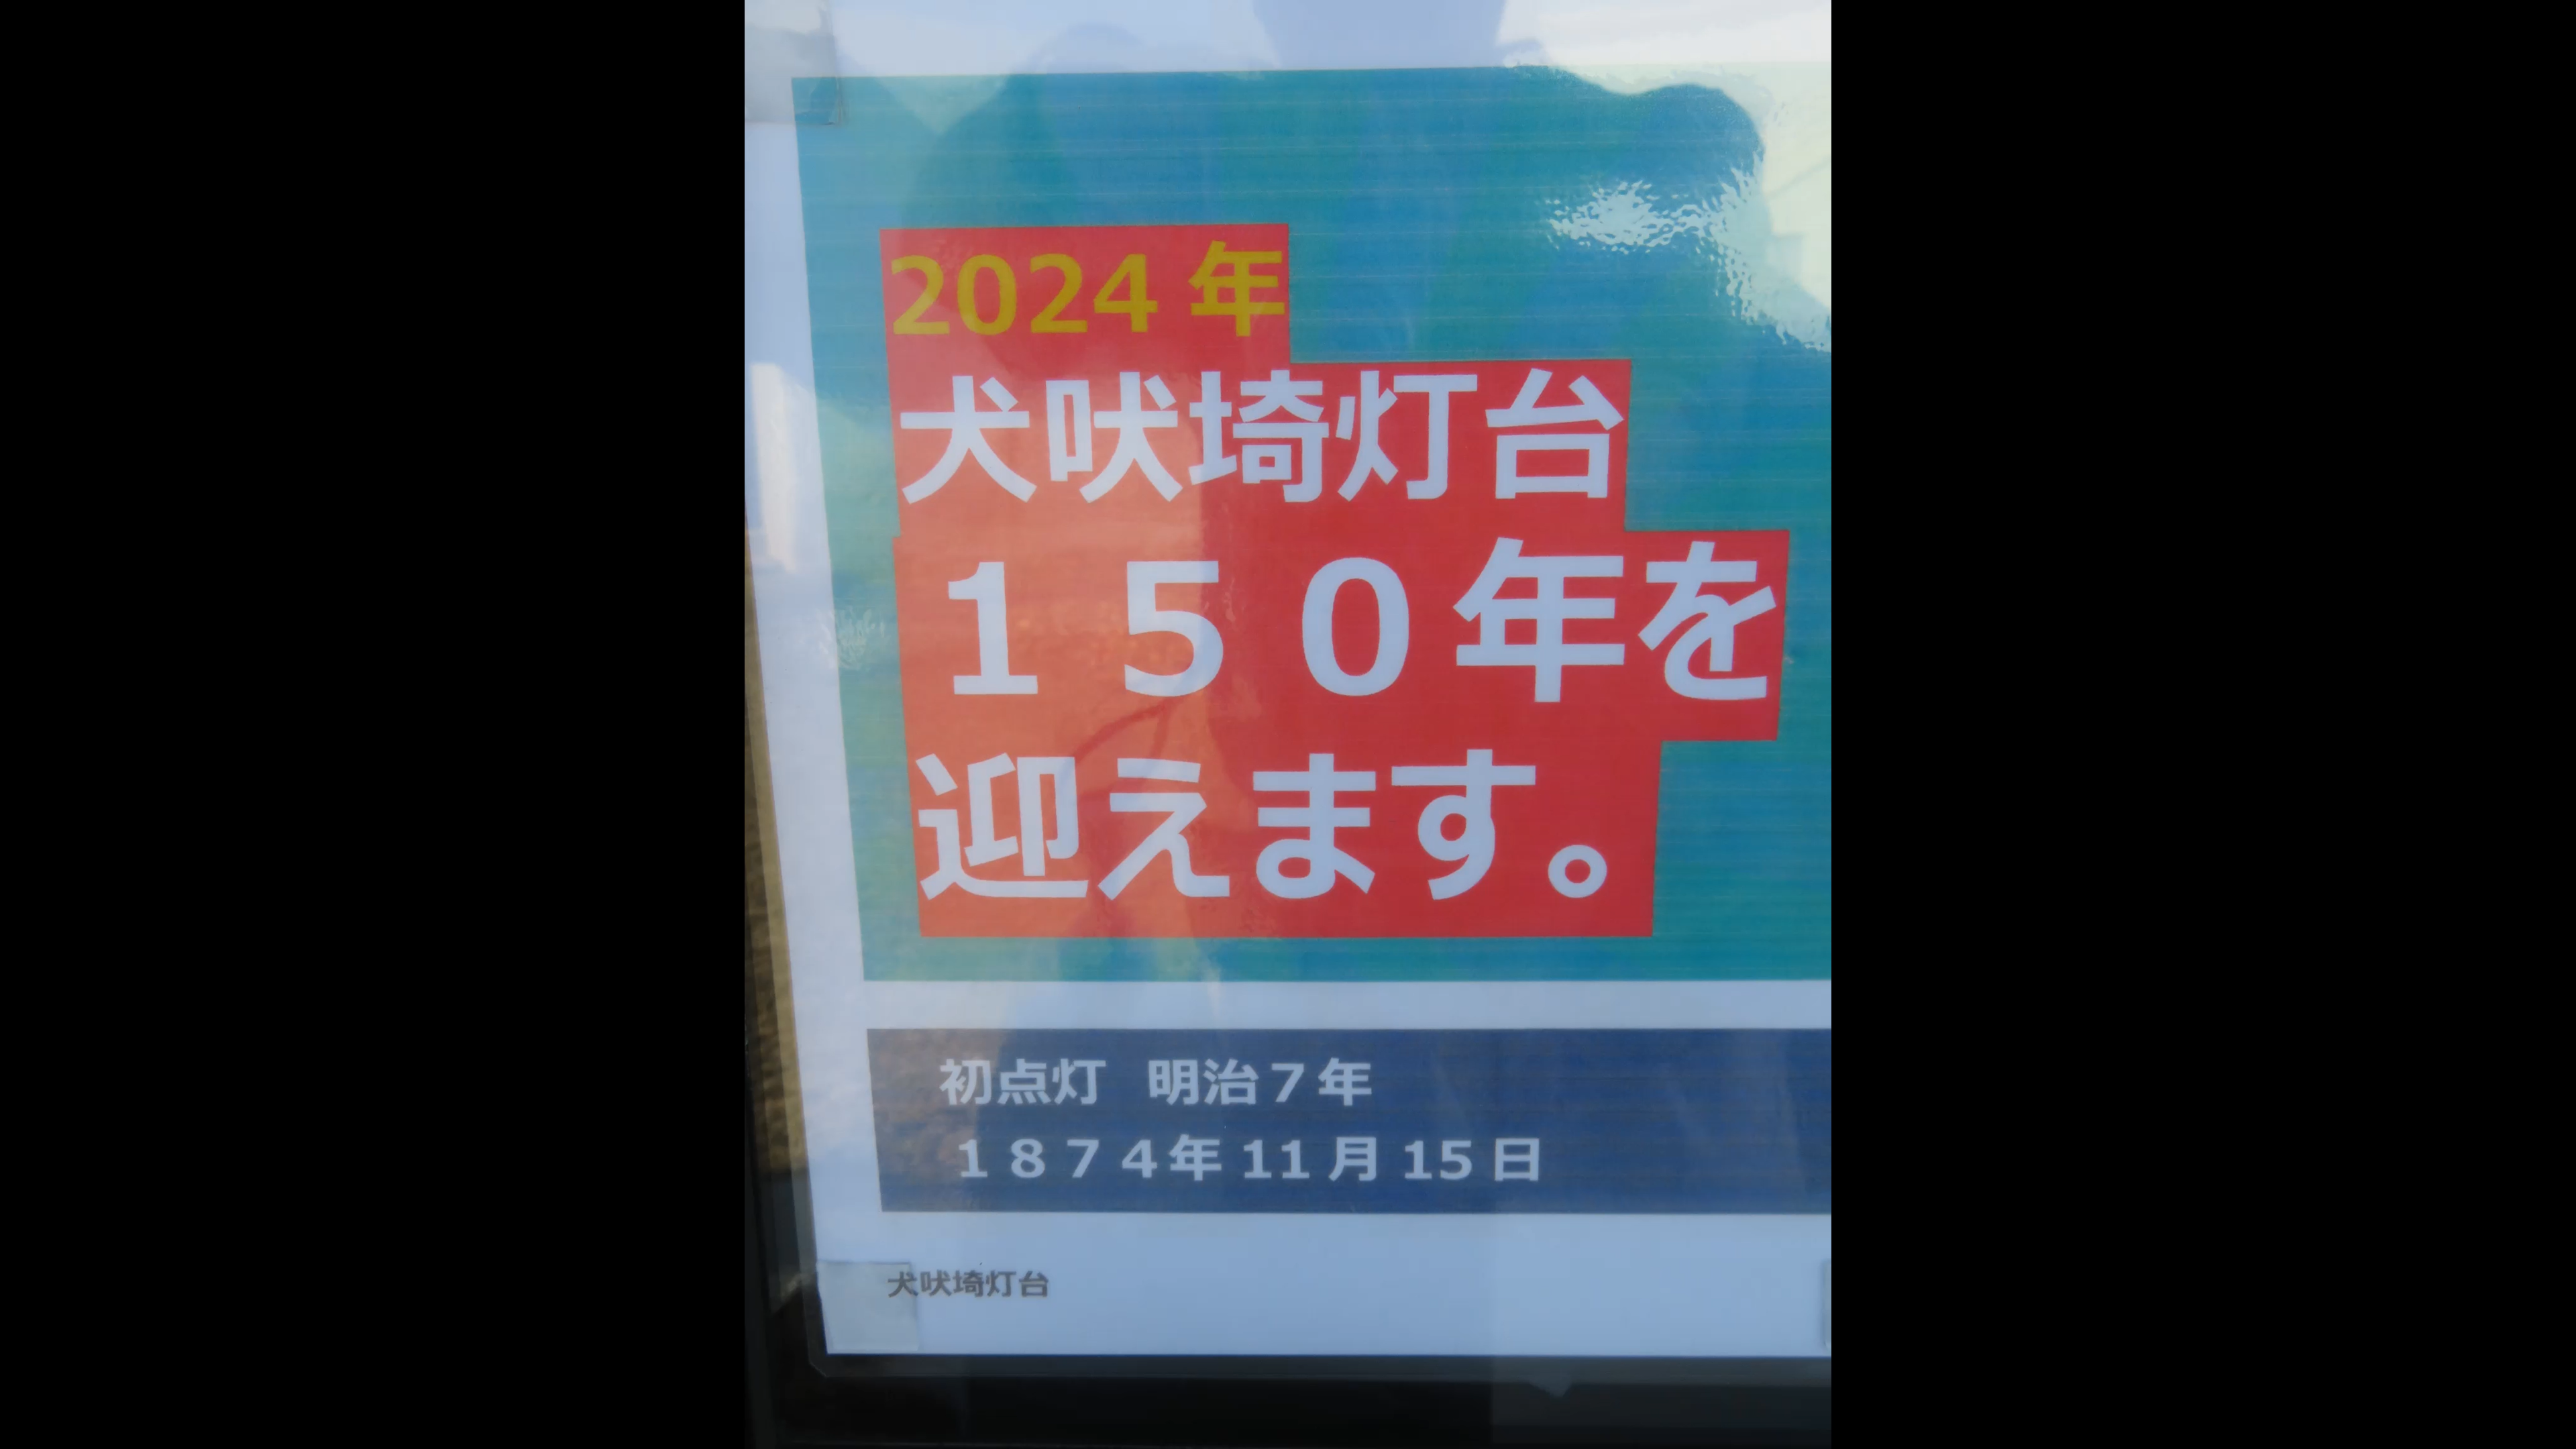 2024年
犬吠埼灯台
１５０年を
迎えます。
初点灯　明治７年
１８７４年11月15日
犬吠埼灯台